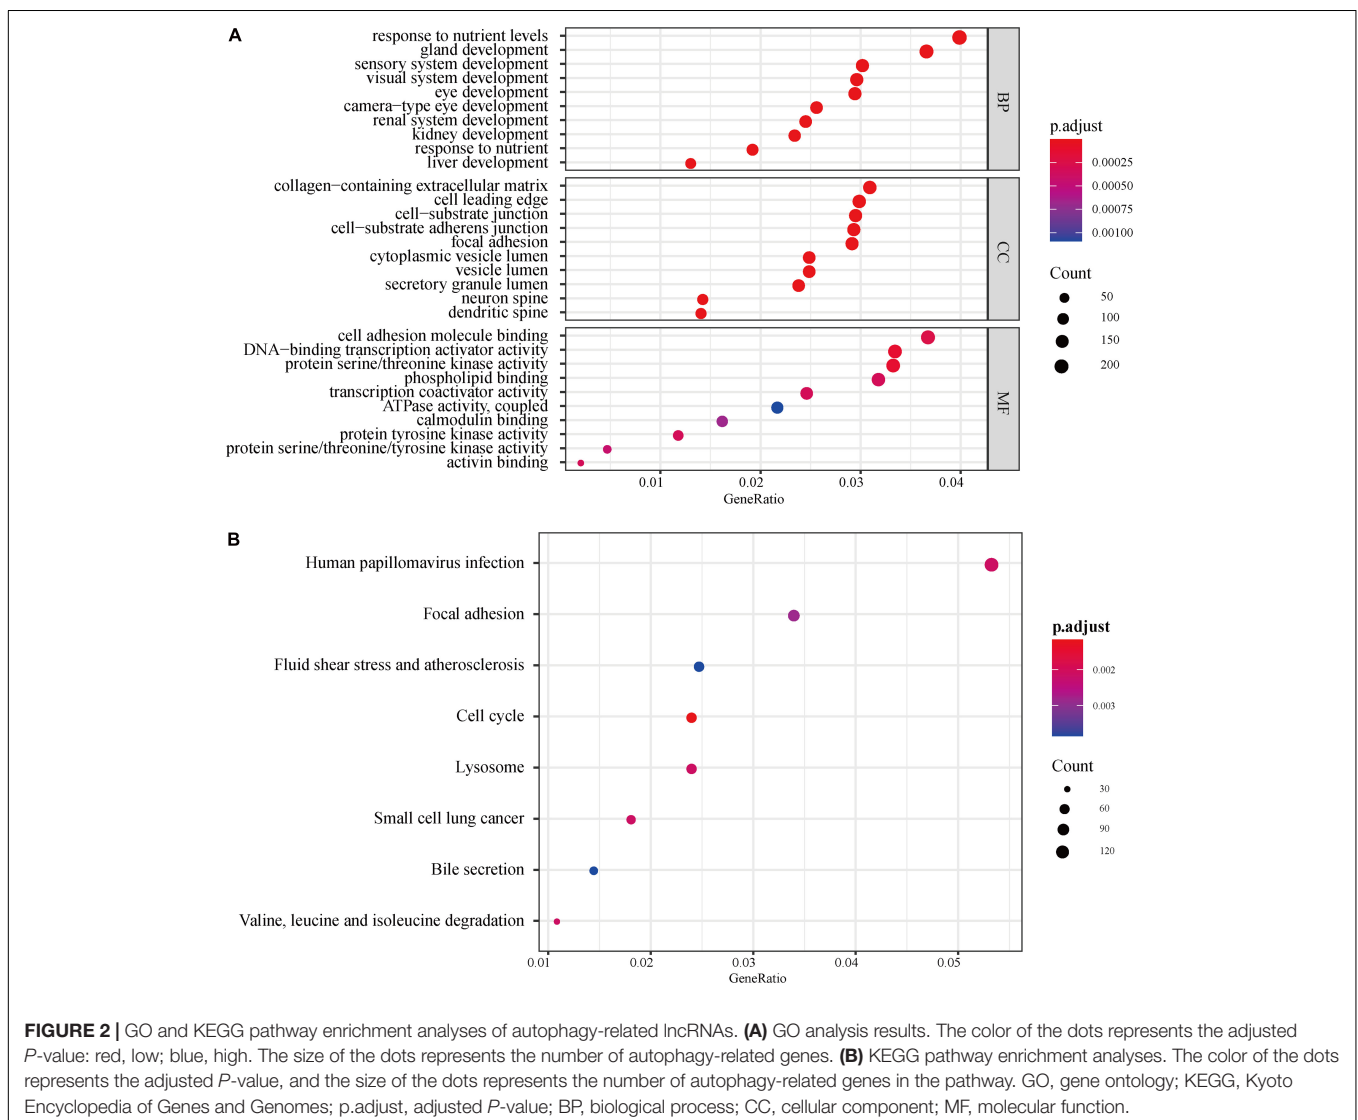 A
response to nutrient levels
gland development
sensory system development
visual system development
eye development
camera−type eye development
renal system development
kidney development
response to nutrient
liver development
BP
collagen−containing extracellular matrix
cell leading edge
cell−substrate junction
cell−substrate adherens junction
focal adhesion
cytoplasmic vesicle lumen
vesicle lumen
secretory granule lumen
neuron spine
dendritic spine
CC
cell adhesion molecule binding
DNA−binding transcription activator activity
protein serine/threonine kinase activity
phospholipid binding
transcription coactivator activity
ATPase activity, coupled
calmodulin binding
protein tyrosine kinase activity
protein serine/threonine/tyrosine kinase activity
activin binding
MF
0.01 0.02 0.03 0.04
GeneRatio
p.adjust
0.00025
0.00050
0.00075
0.00100
Count
50
100
150
200
B
Human papillomavirus infection
Focal adhesion
Fluid shear stress and atherosclerosis
Cell cycle
Lysosome
Small cell lung cancer
Bile secretion
Valine, leucine and isoleucine degradation
0.01 0.02 0.03 0.04 0.05
GeneRatio
p.adjust
0.002
0.003
Count
30
60
90
120
FIGURE 2 | GO and KEGG pathway enrichment analyses of autophagy-related lncRNAs. (A) GO analysis results. The color of the dots represents the adjusted
P-value: red, low; blue, high. The size of the dots represents the number of autophagy-related genes. (B) KEGG pathway enrichment analyses. The color of the dots
represents the adjusted P-value, and the size of the dots represents the number of autophagy-related genes in the pathway. GO, gene ontology; KEGG, Kyoto
Encyclopedia of Genes and Genomes; p.adjust, adjusted P-value; BP, biological process; CC, cellular component; MF, molecular function.